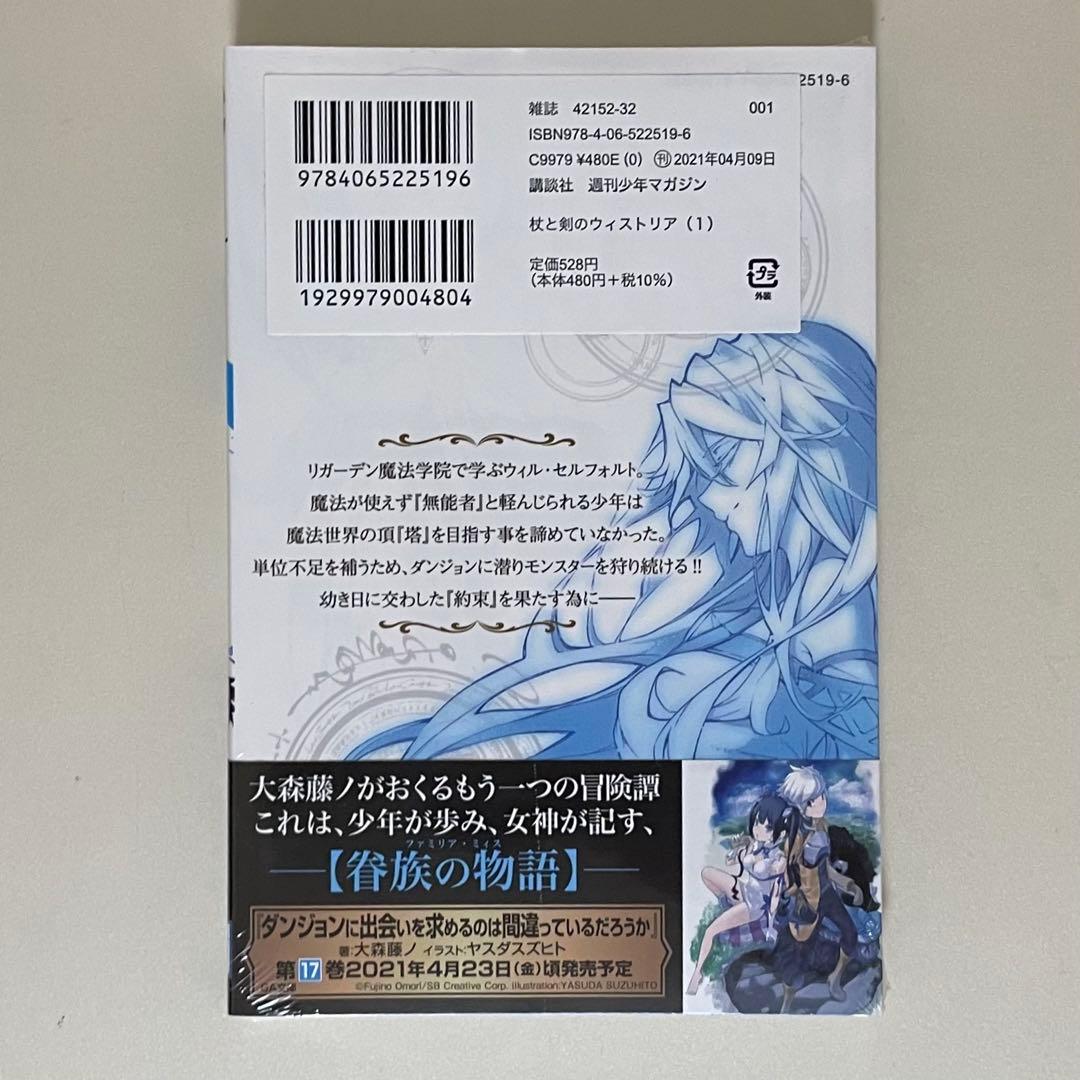 2519-6
雑誌 42152-32 001
ISBN978-4-06-522519-6
C9979 ¥480E (0) ㊞2021年04月09日
講談社 週刊少年マガジン
9784065225196
杖と剣のウィストリア（1）
定価528円
（本体480円＋税10%）
プラ
外装
1929979004804
リガーデン魔法学院で学ぶウィル・セルフォルト。
魔法が使えず『無能者』と軽んじられる少年は
魔法世界の頂『塔』を目指す事を諦めていなかった。
単位不足を補うため、ダンジョンに潜りモンスターを狩り続ける!!
幼き日に交わした『約束』を果たす為に──
大森藤ノがおくるもう一つの冒険譚
これは、少年が歩み、女神が記す、
ファミリア・ミィス
──【眷族の物語】──
『ダンジョンに出会いを求めるのは間違っているだろうか』
著:大森藤ノ イラスト:ヤスダスズヒト
第17巻2021年4月23日(金)頃発売予定
GA文庫
©Fujino Omori/SB Creative Corp. illustration:YASUDA SUZUHITO